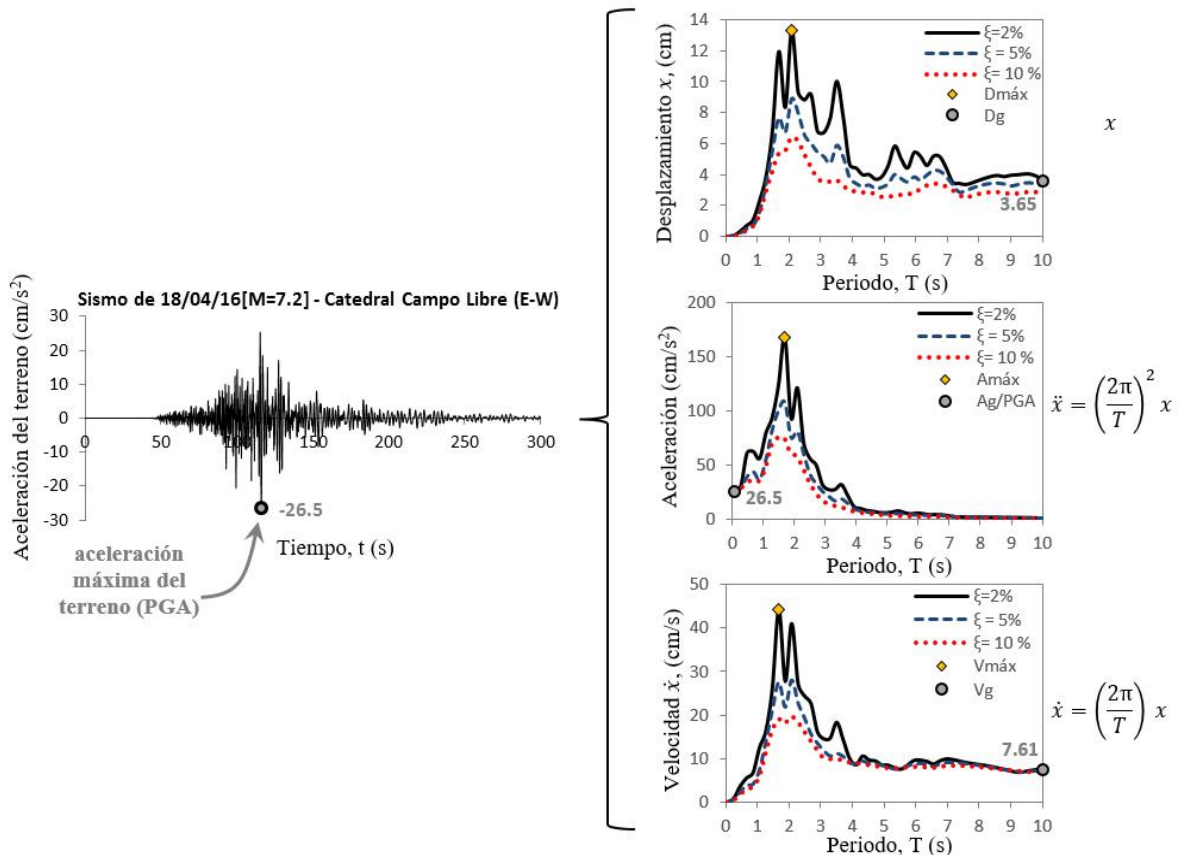 Sismo de 18/04/16[M=7.2] - Catedral Campo Libre (E-W)
Aceleración del terreno (cm/s²)
30
20
10
0
-10
-20
-30
0 50 100 150 200 250 300
-26.5
Tiempo, t (s)
aceleración
máxima del
terreno (PGA)
Desplazamiento x, (cm)
14
12
10
8
6
4
2
0
ξ=2%
ξ = 5%
ξ= 10 %
Dmáx
Dg
3.65
0 1 2 3 4 5 6 7 8 9 10
Periodo, T (s)
x
Aceleración (cm/s²)
200
150
100
50
0
ξ=2%
ξ = 5%
ξ= 10 %
Amáx
Ag/PGA
26.5
0 1 2 3 4 5 6 7 8 9 10
Periodo, T (s)
ẍ = (2π/T)² x
Velocidad ẋ, (cm/s)
50
40
30
20
10
0
ξ=2%
ξ = 5%
ξ= 10 %
Vmáx
Vg
7.61
0 1 2 3 4 5 6 7 8 9 10
Periodo, T (s)
ẋ = (2π/T) x